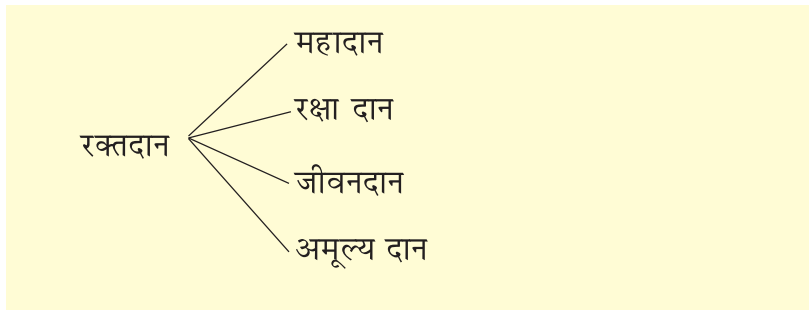 महादान
रक्षा दान
रक्तदान
जीवनदान
अमूल्य दान